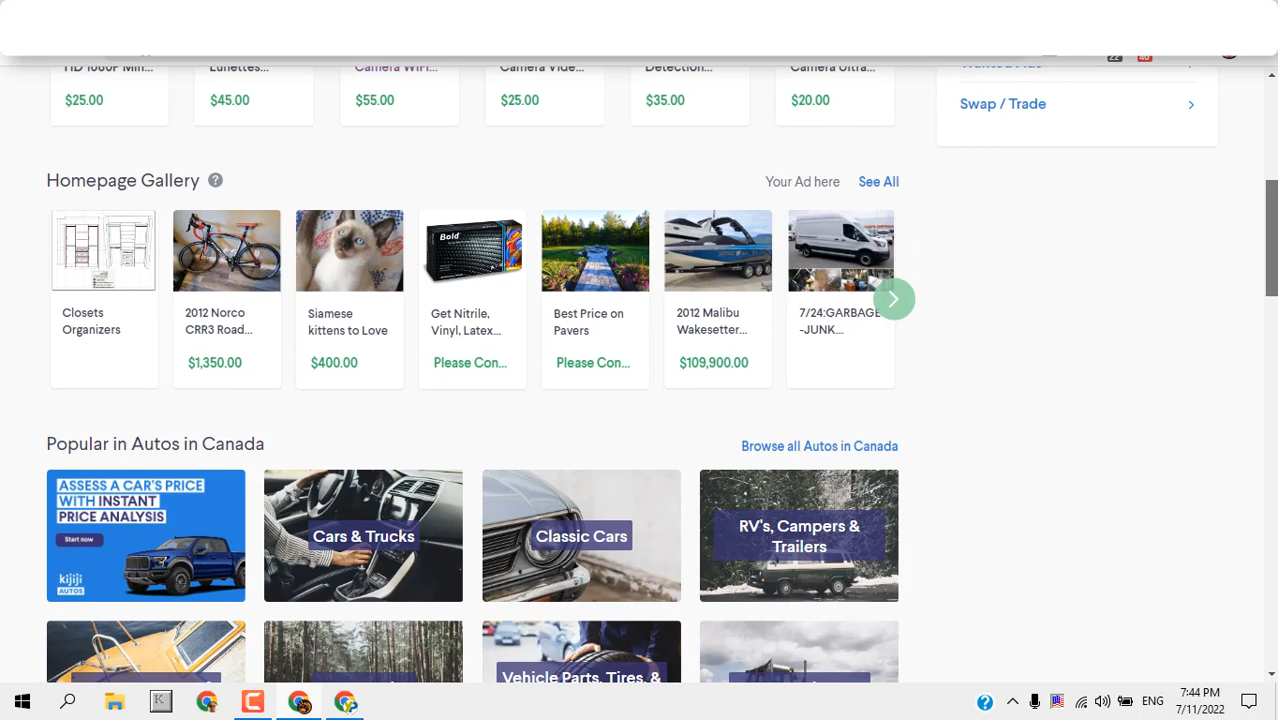 HD 1080P Min... Lunettes... Camera WIFI... Camera Vide... Detection... Camera Ultra...
$25.00 $45.00 $55.00 $25.00 $35.00 $20.00
22 40
Swap / Trade
Homepage Gallery ? Your Ad here See All
Bold
Closets Organizers
2012 Norco CRR3 Road...
$1,350.00
Siamese kittens to Love
$400.00
Get Nitrile, Vinyl, Latex...
Please Con...
Best Price on Pavers
Please Con...
2012 Malibu Wakesetter...
$109,900.00
7/24:GARBAGE -JUNK...
Popular in Autos in Canada Browse all Autos in Canada
ASSESS A CAR'S PRICE
WITH INSTANT
PRICE ANALYSIS
Start now
kijiji
AUTOS
Cars & Trucks
Classic Cars
RV's, Campers &
Trailers
Vehicle Parts, Tires, &
K
ENG
7:44 PM
7/11/2022